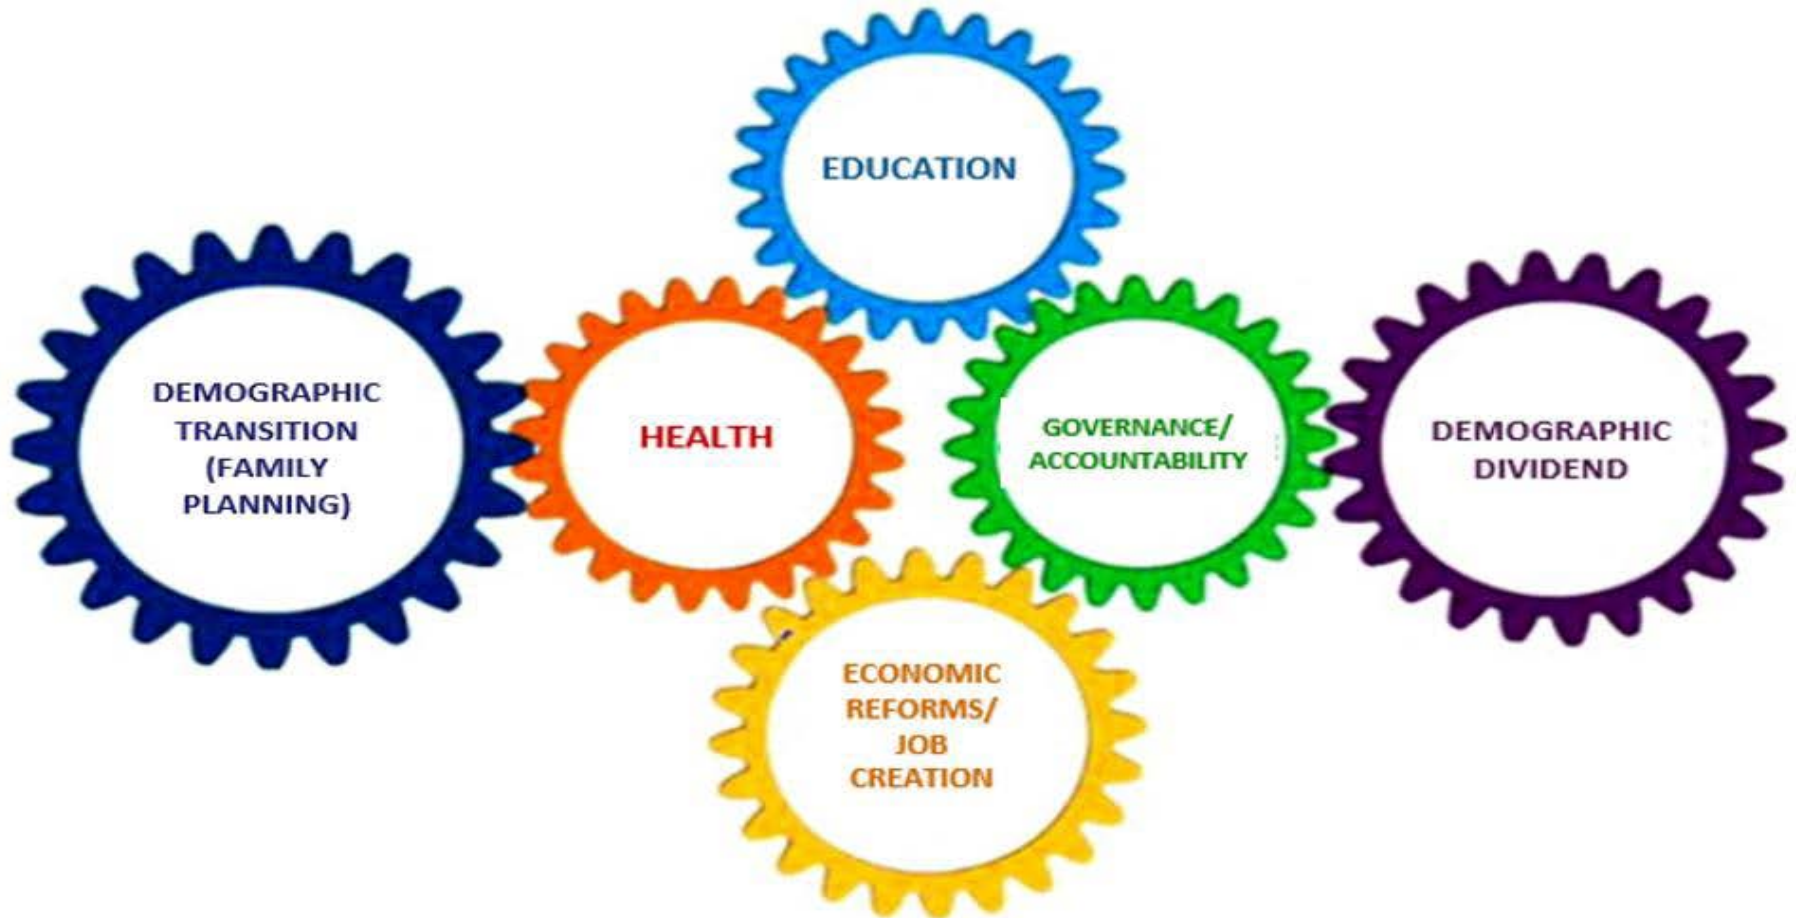 EDUCATION
DEMOGRAPHIC
TRANSITION
(FAMILY
PLANNING)
HEALTH
GOVERNANCE/
ACCOUNTABILITY
DEMOGRAPHIC
DIVIDEND
ECONOMIC
REFORMS/
JOB
CREATION